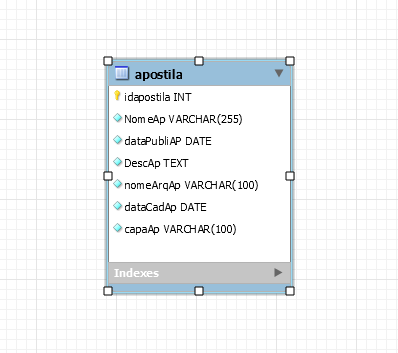 apostila
idapostila INT
NomeAp VARCHAR(255)
dataPubliAP DATE
DescAp TEXT
nomeArqAp VARCHAR(100)
dataCadAp DATE
capaAp VARCHAR(100)
Indexes